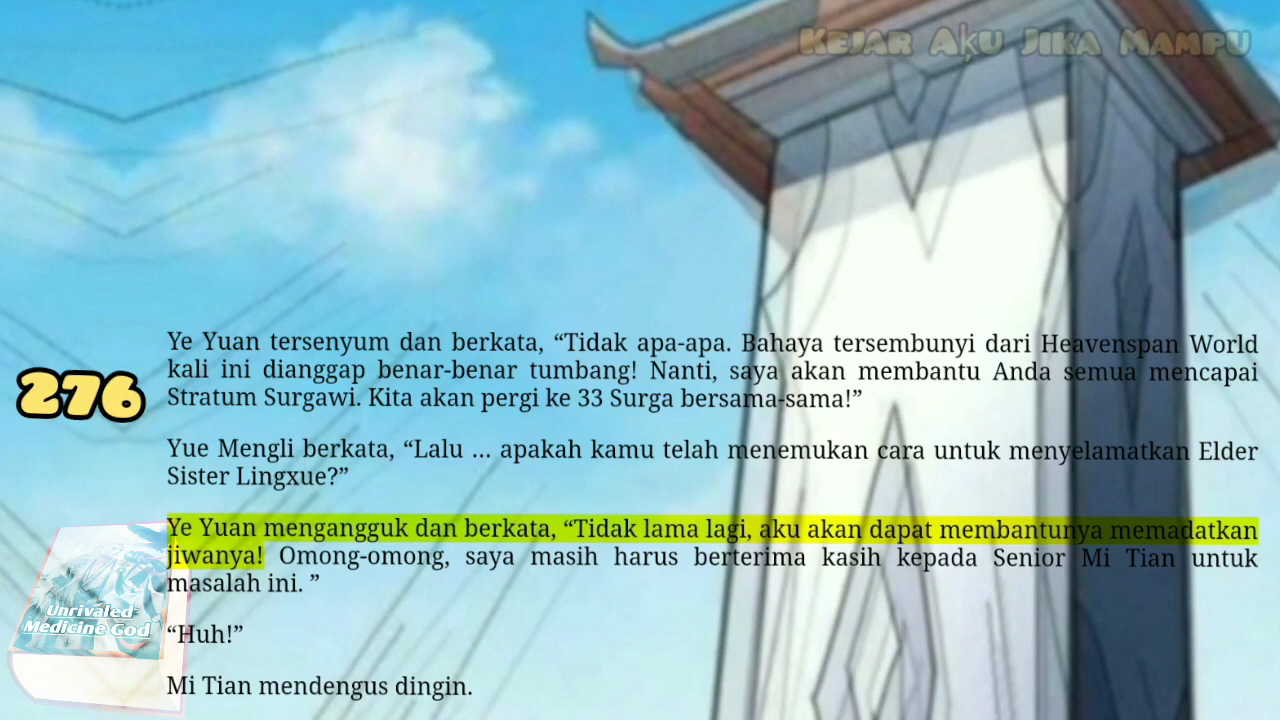 Kejar Aku Jika Mampu
Ye Yuan tersenyum dan berkata, “Tidak apa-apa. Bahaya tersembunyi dari Heavenspan World
kali ini dianggap benar-benar tumbang! Nanti, saya akan membantu Anda semua mencapai
Stratum Surgawi. Kita akan pergi ke 33 Surga bersama-sama!”
276
Yue Mengli berkata, “Lalu ... apakah kamu telah menemukan cara untuk menyelamatkan Elder
Sister Lingxue?”
Ye Yuan mengangguk dan berkata, “Tidak lama lagi, aku akan dapat membantunya memadatkan
jiwanya! Omong-omong, saya masih harus berterima kasih kepada Senior Mi Tian untuk
masalah ini. ”
Unrivaled
Medicine God
“Huh!”
Mi Tian mendengus dingin.